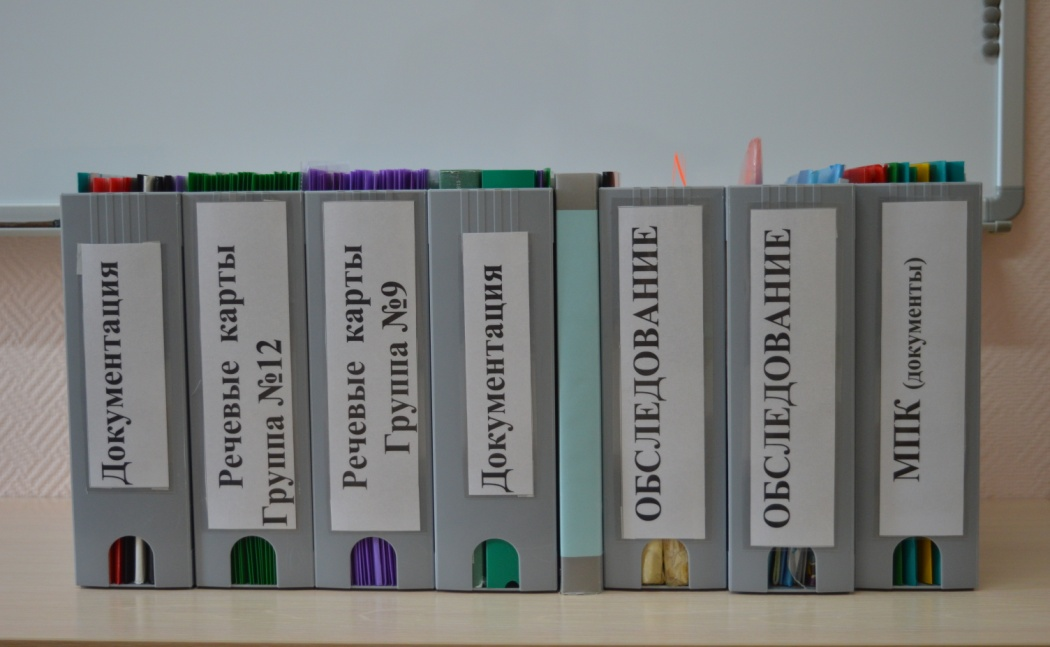 Документация
Речевые карты
Группа №12
Речевые карты
Группа №9
Документация
ОБСЛЕДОВАНИЕ
ОБСЛЕДОВАНИЕ
МПК (документы)